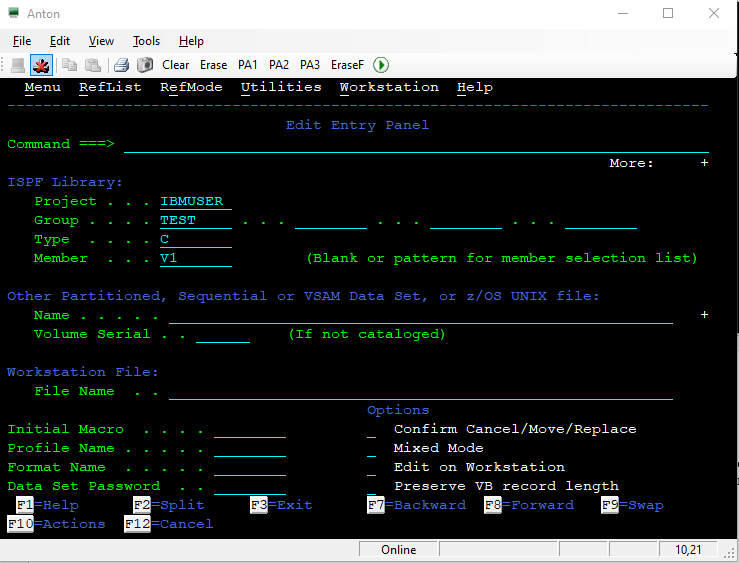 Anton
File Edit View Tools Help
Clear Erase PA1 PA2 PA3 EraseF
Menu RefList RefMode Utilities Workstation Help
Edit Entry Panel
Command ===>
More: +
ISPF Library:
Project . . . IBMUSER
Group . . . . TEST . . . . . . . . .
Type . . . . C
Member . . . V1 (Blank or pattern for member selection list)
Other Partitioned, Sequential or VSAM Data Set, or z/OS UNIX file:
Name . . . . . +
Volume Serial . . (If not cataloged)
Workstation File:
File Name . .
Options
Initial Macro . . . . Confirm Cancel/Move/Replace
Profile Name . . . . . Mixed Mode
Format Name . . . . . Edit on Workstation
Data Set Password . . Preserve VB record length
F1=Help F2=Split F3=Exit F7=Backward F8=Forward F9=Swap
F10=Actions F12=Cancel
Online 10,21